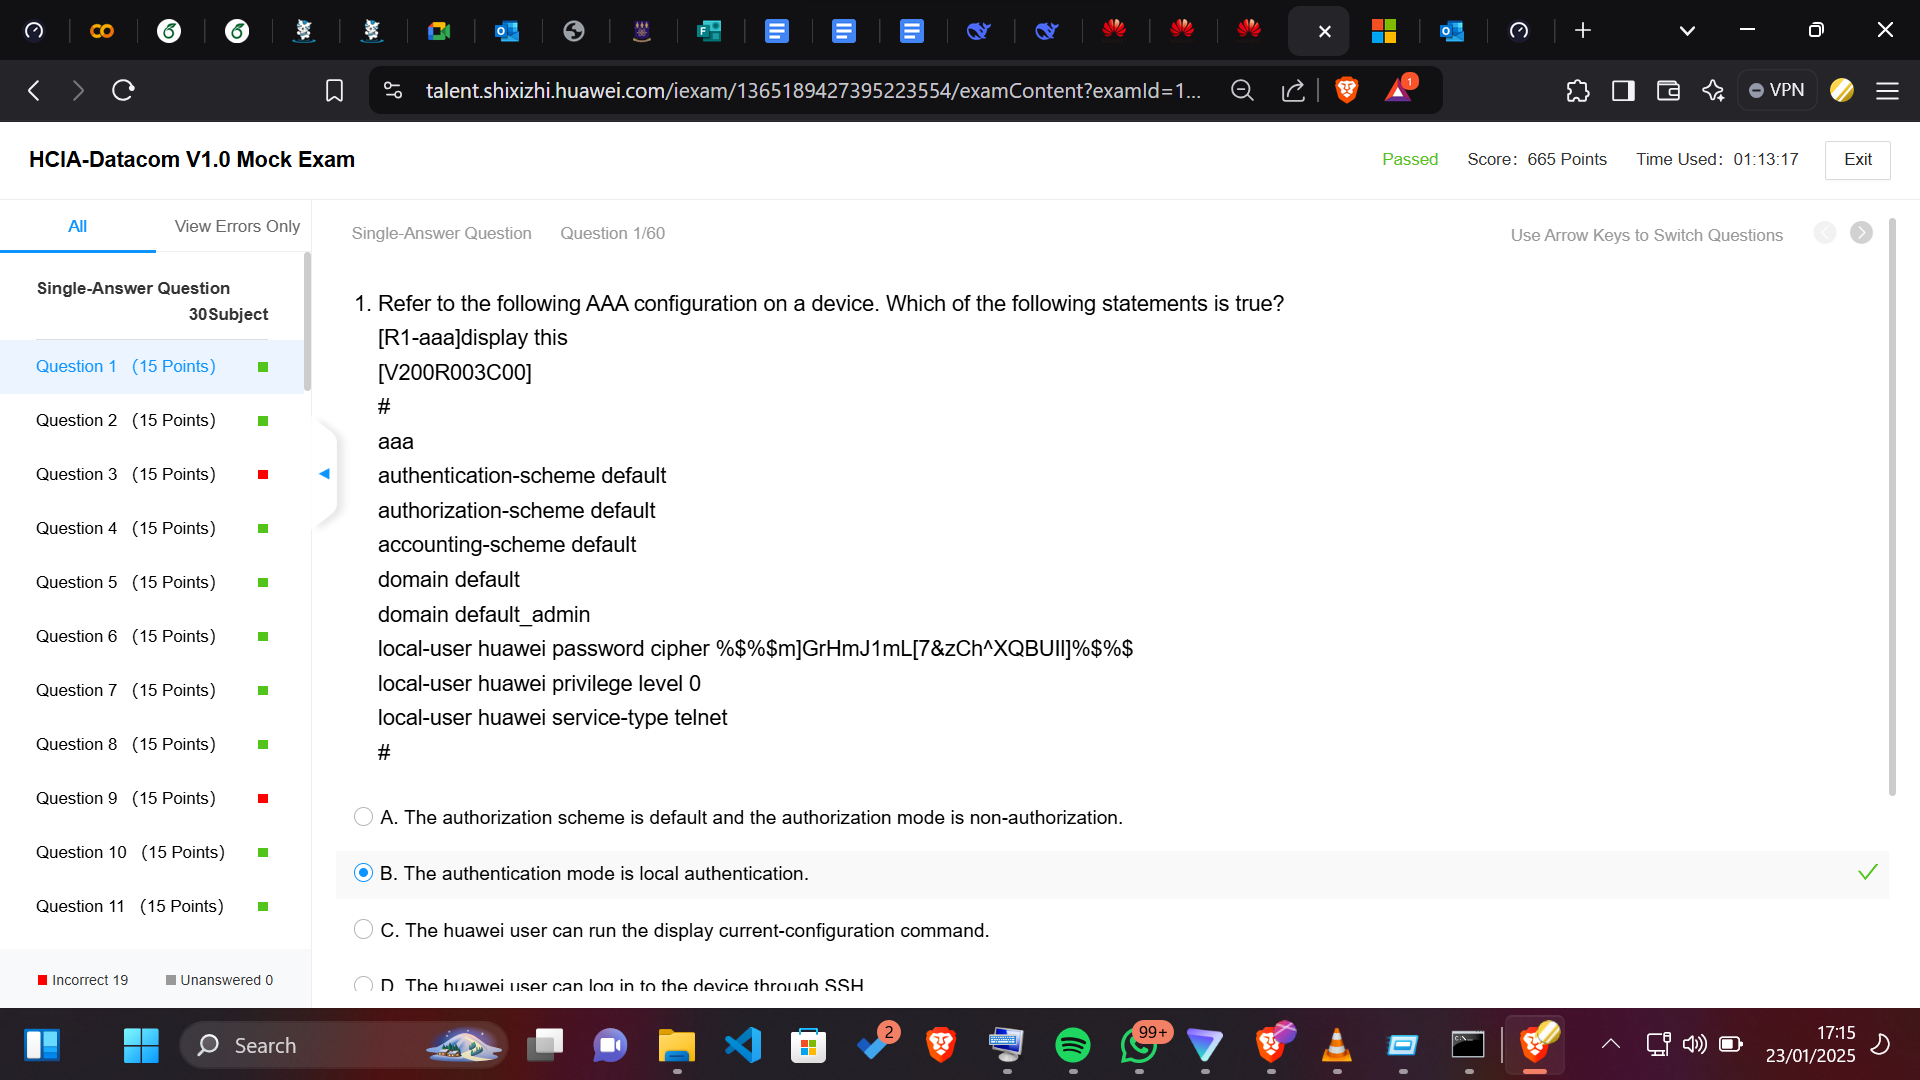 talent.shixizhi.huawei.com/iexam/1365189427395223554/examContent?examId=1...
1
VPN
HCIA-Datacom V1.0 Mock Exam
Passed
Score: 665 Points
Time Used: 01:13:17
Exit
All
View Errors Only
Single-Answer Question
Question 1/60
Use Arrow Keys to Switch Questions
Single-Answer Question
30Subject
Question 1 (15 Points)
Question 2 (15 Points)
Question 3 (15 Points)
Question 4 (15 Points)
Question 5 (15 Points)
Question 6 (15 Points)
Question 7 (15 Points)
Question 8 (15 Points)
Question 9 (15 Points)
Question 10 (15 Points)
Question 11 (15 Points)
Incorrect 19
Unanswered 0
1. Refer to the following AAA configuration on a device. Which of the following statements is true?
[R1-aaa]display this
[V200R003C00]
#
aaa
authentication-scheme default
authorization-scheme default
accounting-scheme default
domain default
domain default_admin
local-user huawei password cipher %$%$m]GrHmJ1mL[7&zCh^XQBUII]%$%$
local-user huawei privilege level 0
local-user huawei service-type telnet
#
A. The authorization scheme is default and the authorization mode is non-authorization.
B. The authentication mode is local authentication.
C. The huawei user can run the display current-configuration command.
D. The huawei user can log in to the device through SSH
Search
2
99+
17:15
23/01/2025